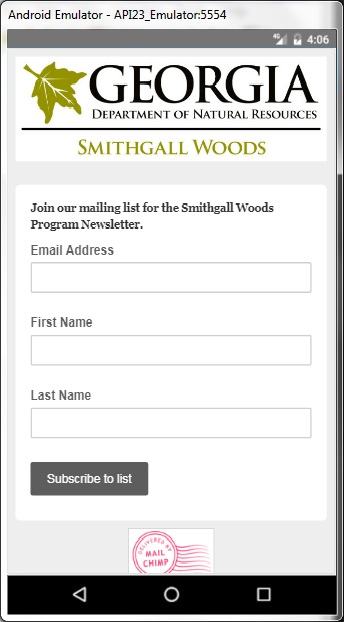 Android Emulator - API23_Emulator:5554
4G 4:06
GEORGIA
DEPARTMENT OF NATURAL RESOURCES
SMITHGALL WOODS
Join our mailing list for the Smithgall Woods
Program Newsletter.
Email Address
First Name
Last Name
Subscribe to list
DELIVERED BY
MAIL
CHIMP